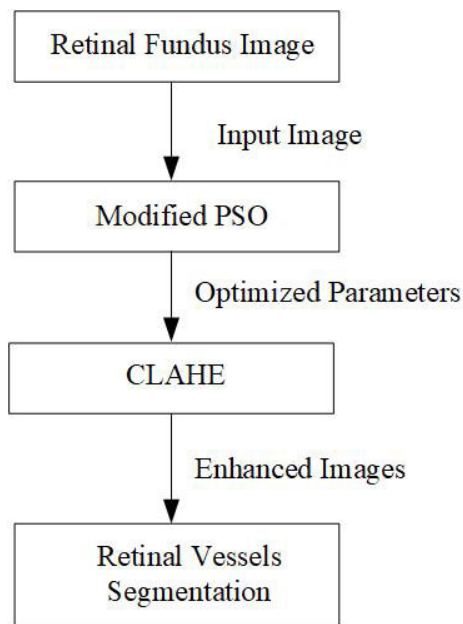 Retinal Fundus Image
Input Image
Modified PSO
Optimized Parameters
CLAHE
Enhanced Images
Retinal Vessels
Segmentation